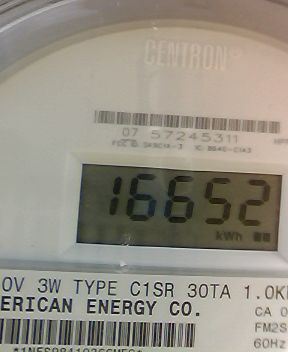 CENTRON®
07 57245311
16652
kWh
0V 3W TYPE C1SR 30TA 1.0K
ERICAN ENERGY CO.
CA 0
FM2S
60Hz